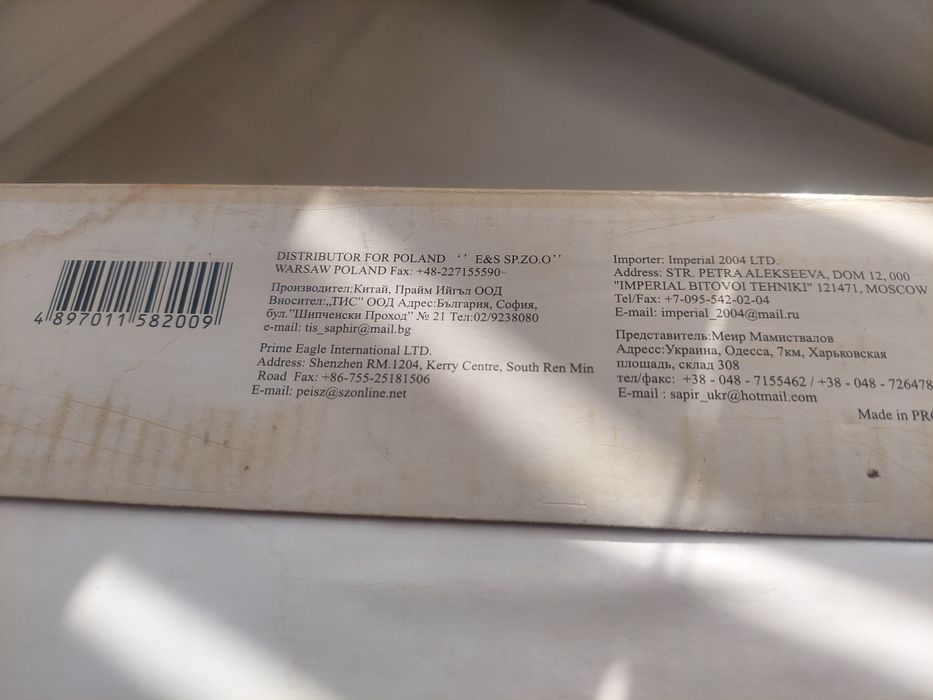 4 897011 582009
DISTRIBUTOR FOR POLAND '' E&S SP.ZO.O''
WARSAW POLAND Fax: +48-227155590
Производител:Китай, Прайм Ийгъл ООД
Вносител:„ТИС" ООД Адрес:България, София,
бул."Шипченски Проход" № 21 Тел:02/9238080
e-mail: tis_saphir@mail.bg
Prime Eagle International LTD.
Address: Shenzhen RM.1204, Kerry Centre, South Ren Min
Road Fax: +86-755-25181506
E-mail: peisz@szonline.net
Importer: Imperial 2004 LTD.
Address: STR. PETRA ALEKSEEVA, DOM 12, 000
"IMPERIAL BITOVOI TEHNIKI" 121471, MOSCOW
Tel/Fax: +7-095-542-02-04
E-mail: imperial_2004@mail.ru
Представитель:Меир Мамиствалов
Адресс:Украина, Одесса, 7км, Харьковская
площадь, склад 308
тел/факс: +38 - 048 - 7155462 / +38 - 048 - 726478
E-mail : sapir_ukr@hotmail.com
Made in PR